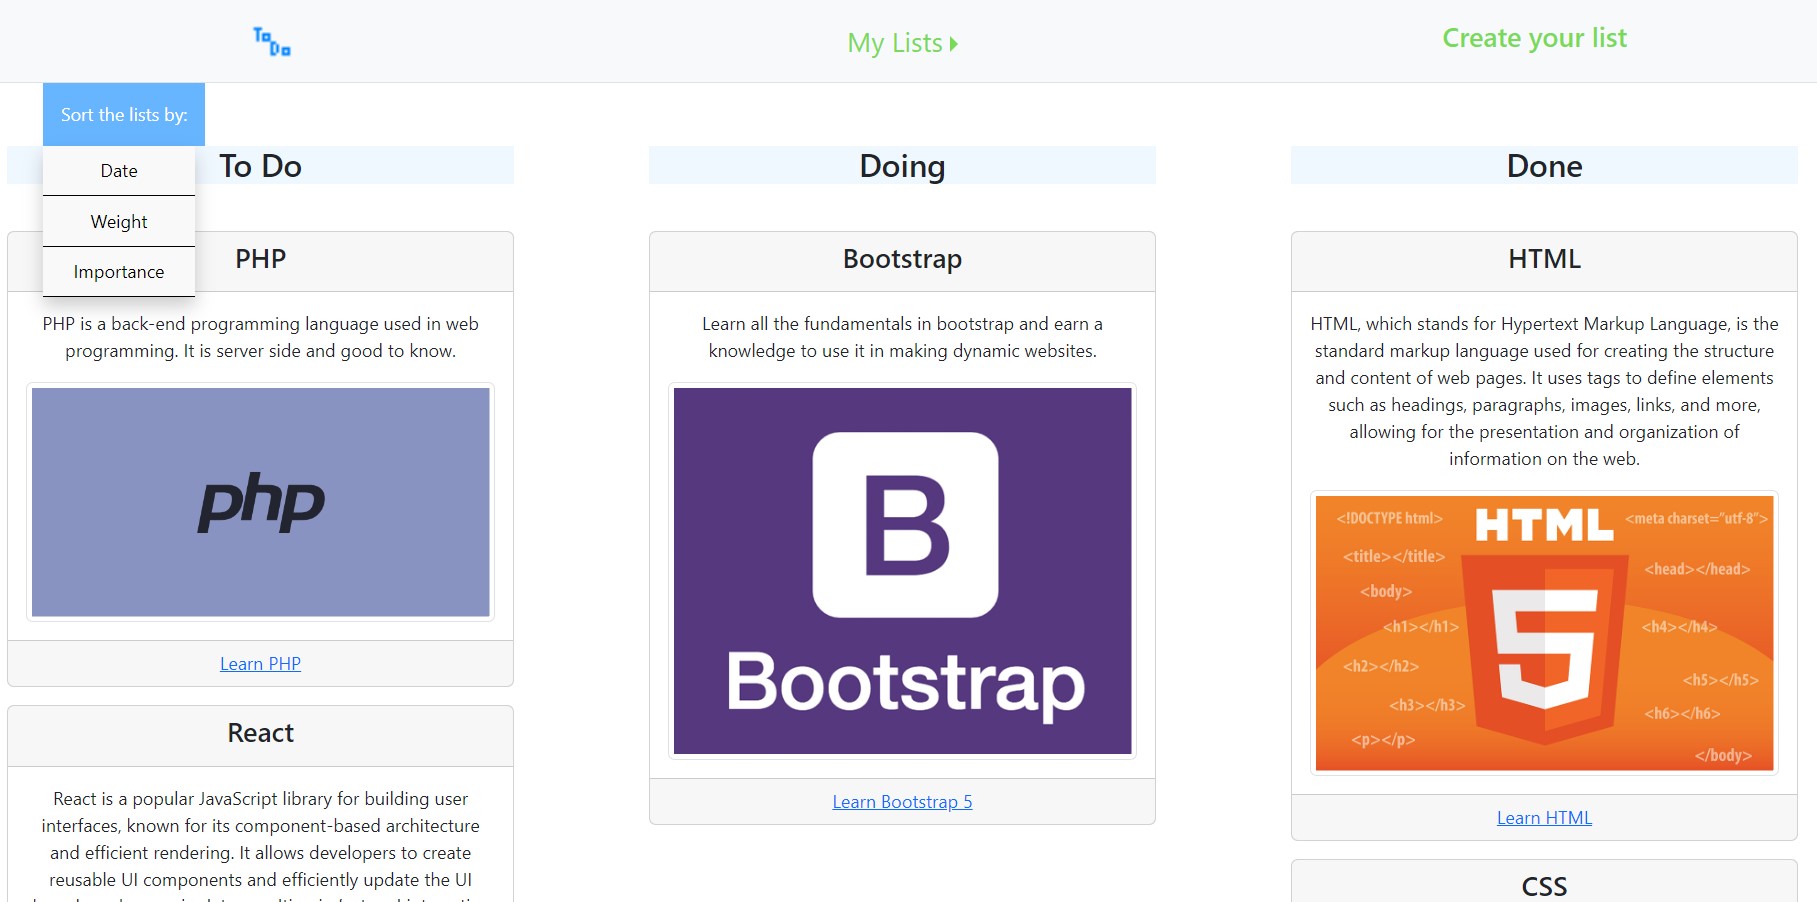 To
Do
My Lists
Create your list
Sort the lists by:
Date
Weight
Importance
To Do
PHP
PHP is a back-end programming language used in web
programming. It is server side and good to know.
php
Learn PHP
React
React is a popular JavaScript library for building user
interfaces, known for its component-based architecture
and efficient rendering. It allows developers to create
reusable UI components and efficiently update the UI
Doing
Bootstrap
Learn all the fundamentals in bootstrap and earn a
knowledge to use it in making dynamic websites.
B
Bootstrap
Learn Bootstrap 5
Done
HTML
HTML, which stands for Hypertext Markup Language, is the
standard markup language used for creating the structure
and content of web pages. It uses tags to define elements
such as headings, paragraphs, images, links, and more,
allowing for the presentation and organization of
information on the web.
<!DOCTYPE html>
HTML
<meta charset="utf-8">
<title></title>
<head></head>
<body>
<h1></h1>
<h4></h4>
5
<h2></h2>
<h5></h5>
<h3></h3>
<h6></h6>
<p></p>
</body>
Learn HTML
CSS